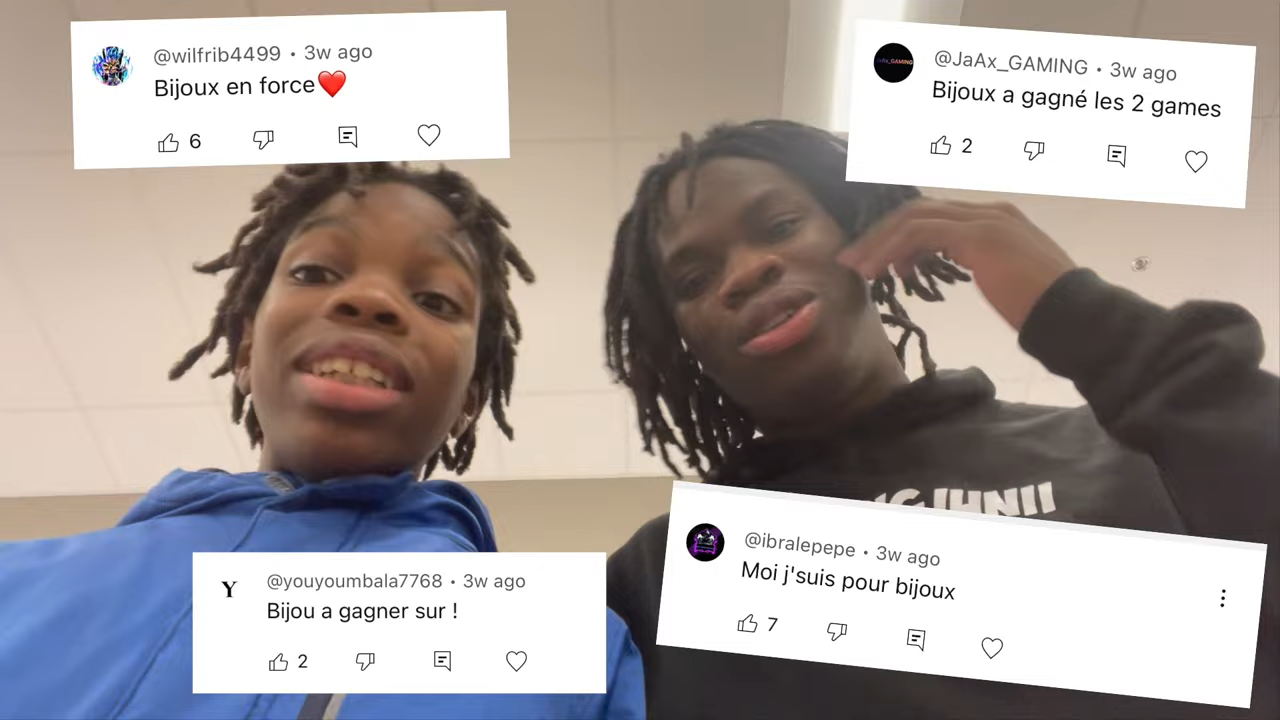 @wilfrib4499 • 3w ago
Bijoux en force❤️
6
@JaAx_GAMING • 3w ago
Bijoux a gagné les 2 games
2
@ibralepepe • 3w ago
Moi j'suis pour bijoux
7
Y
@youyoumbala7768 • 3w ago
Bijou a gagner sur !
2